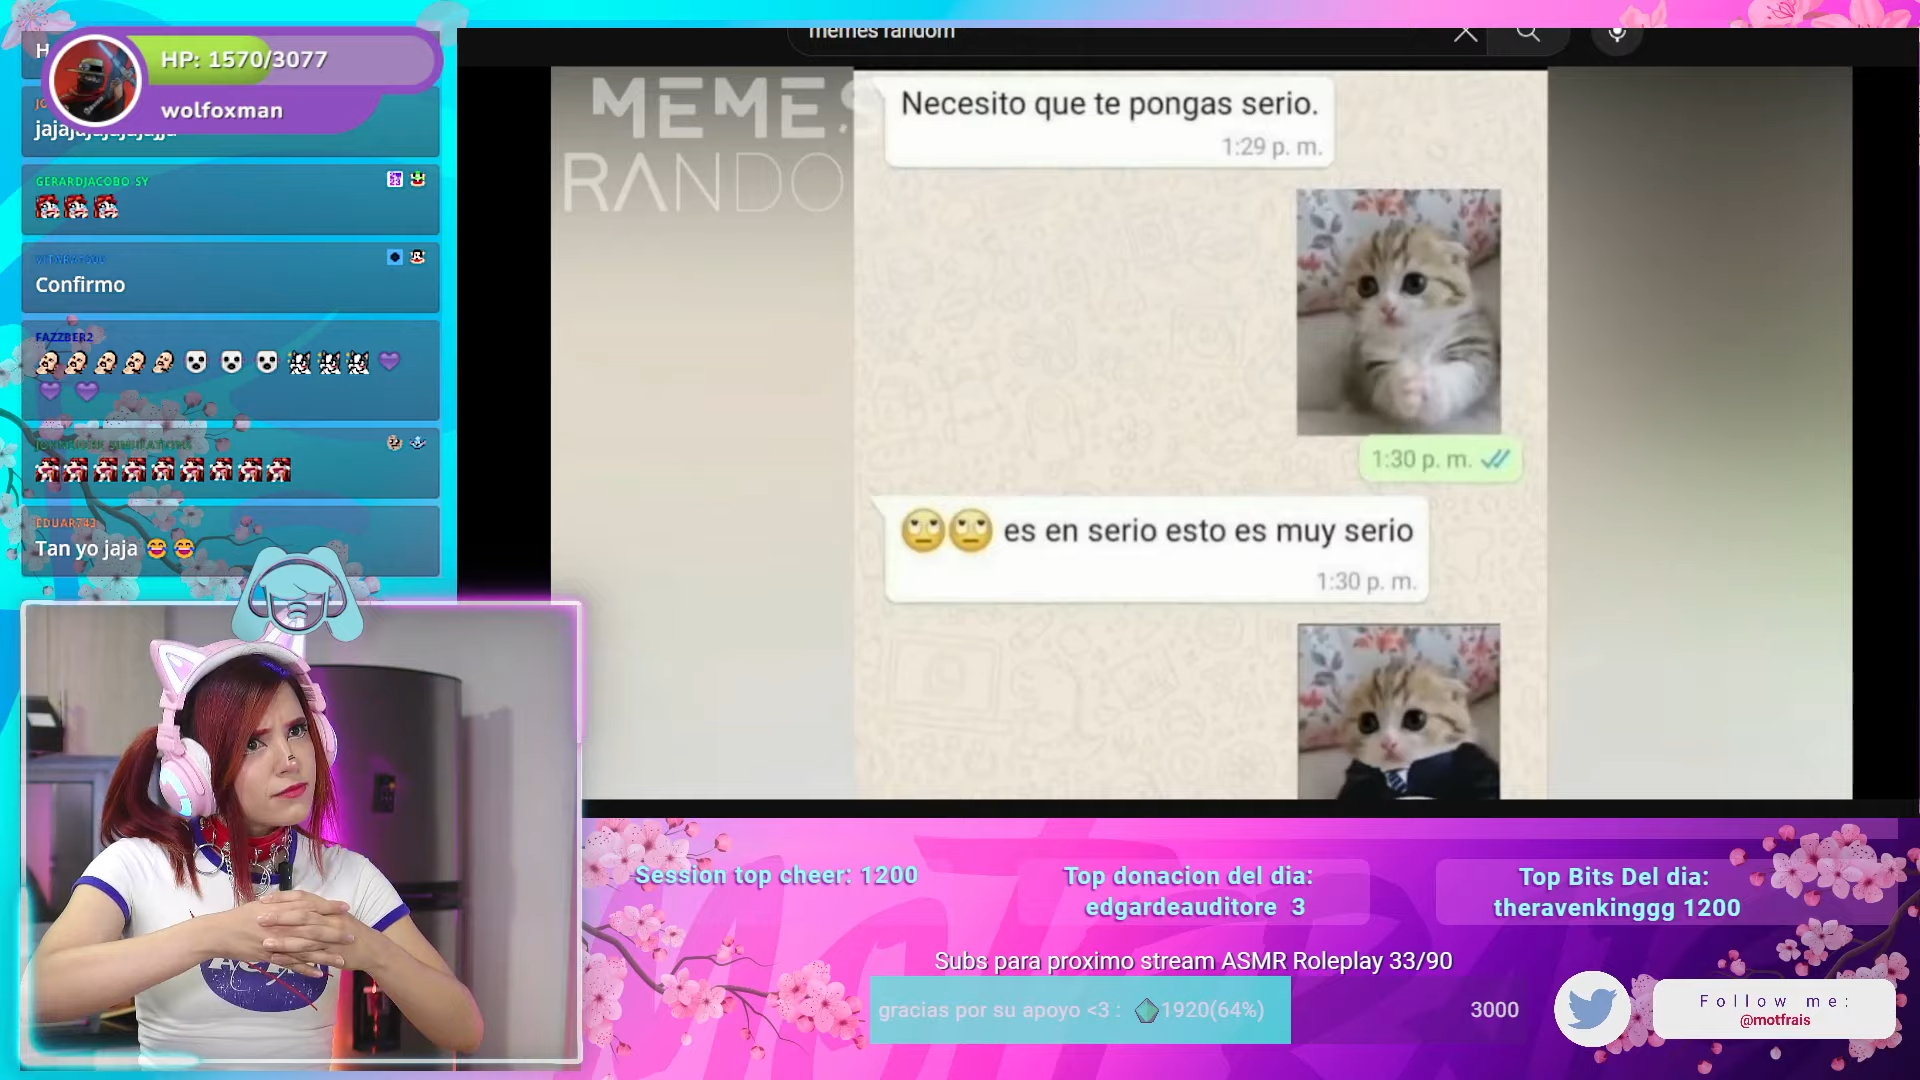 HP: 1570/3077
wolfoxman
GERARDJACOBO_SY
Confirmo
FAZZBER2
EDUAR743
Tan yo jaja 😂 😂
memes random
MEMES
RANDO
Necesito que te pongas serio.
1:29 p. m.
1:30 p. m.
🙄🙄 es en serio esto es muy serio
1:30 p. m.
Session top cheer: 1200
Top donacion del dia:
edgardeauditore 3
Top Bits Del dia:
theravenkinggg 1200
Subs para proximo stream ASMR Roleplay 33/90
gracias por su apoyo <3 : 1920(64%)
3000
Follow me:
@motfrais